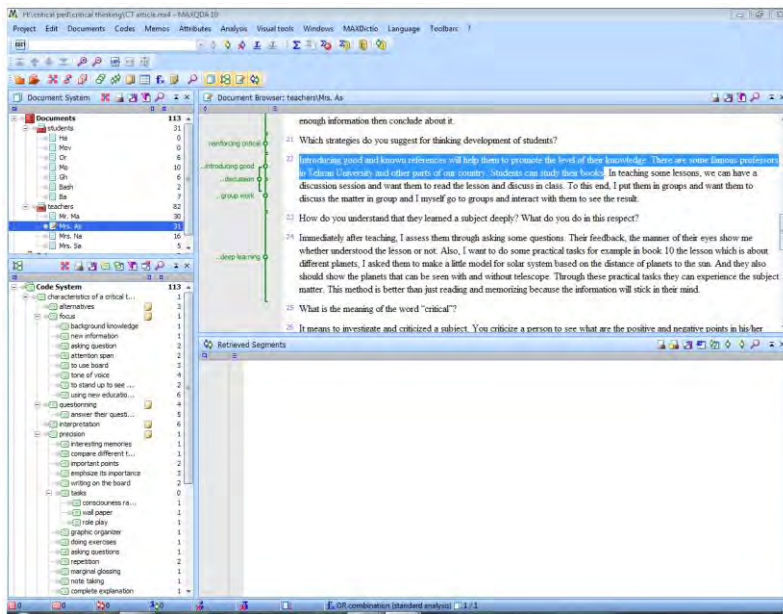 H:\critical ped\critical thinking\CT article.mx4 - MAXQDA 10
Project Edit Documents Codes Memos Attributes Analysis Visual tools Windows MAXDictio Language Toolbars ?
Document System
Documents 113
students 31
Ha 0
Mov 0
Or 6
Mo 10
Gh 6
Bash 2
Ba 7
teachers 82
Mr. Ma 30
Mrs. As 31
Mrs. Na 16
Mrs. Sa 5
Code System 113
characteristics of a critical t... 1
alternatives 3
focus 1
background knowledge 1
new information 1
asking question 2
attention span 2
to use board 3
tone of voice 4
to stand up to see ... 2
using new educatio... 6
questionning 4
answer their questi... 5
interpretation 6
precision 1
interesting memories 1
compare different t... 1
important points 2
emphsize its importance 3
writing on the board 2
tasks 0
consciousness ra... 1
wall paper 1
role play 1
graphic organizer 1
doing exercises 1
asking questions 1
repetition 2
marginal glossing 1
note taking 1
complete explanation 1
Document Browser: teachers\Mrs. As
enough information then conclude about it.
reinforcing critical
21 Which strategies do you suggest for thinking development of students?
...introducing good
...discussion
...group work
22 Introducing good and known references will help them to promote the level of their knowledge. There are some famous professors
in Tehran University and other parts of our country. Students can study their books. In teaching some lessons, we can have a
discussion session and want them to read the lesson and discuss in class. To this end, I put them in groups and want them to
discuss the matter in group and I myself go to groups and interact with them to see the result.
23 How do you understand that they learned a subject deeply? What do you do in this respect?
...deep learning
24 Immediately after teaching, I assess them through asking some questions. Their feedback, the manner of their eyes show me
whether understood the lesson or not. Also, I want to do some practical tasks for example in book 10 the lesson which is about
different planets, I asked them to make a little model for solar system based on the distance of planets to the sun. And they also
should show the planets that can be seen with and without telescope. Through these practical tasks they can experience the subject
matter. This method is better than just reading and memorizing because the information will stick in their mind.
25 What is the meaning of the word "critical"?
26 It means to investigate and criticized a subject. You criticize a person to see what are the positive and negative points in his/her
Retrieved Segments
0 0 0 0 OR combination (standard analysis) 1/1